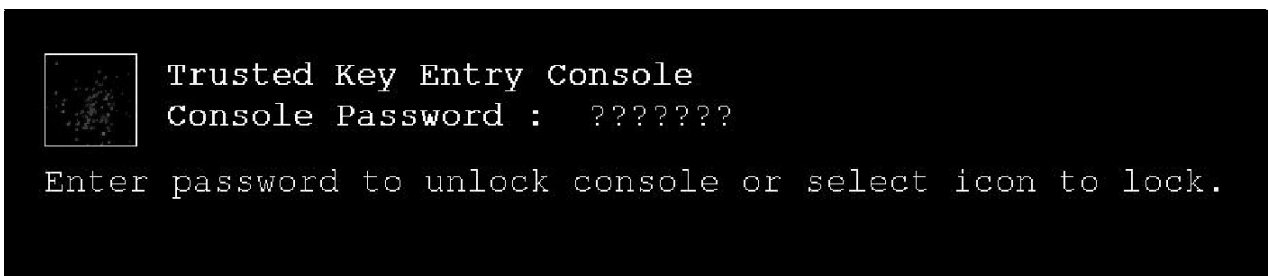 Trusted Key Entry Console
Console Password :  ???????
Enter password to unlock console or select icon to lock.